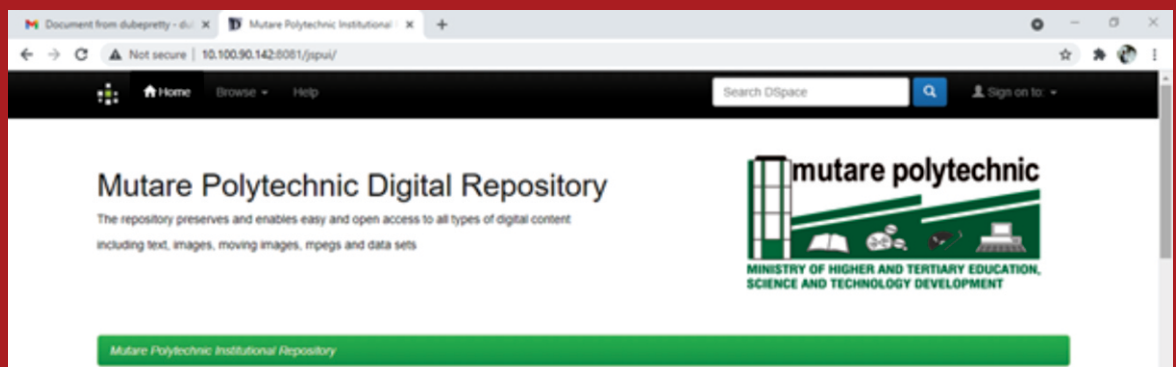 Document from dubepretty - du
Mutare Polytechnic Institutional
Not secure | 10.100.90.142:8081/jspui/
Home Browse Help Search DSpace Sign on to:
Mutare Polytechnic Digital Repository
The repository preserves and enables easy and open access to all types of digital content
including text, images, moving images, mpegs and data sets
mutare polytechnic
MINISTRY OF HIGHER AND TERTIARY EDUCATION,
SCIENCE AND TECHNOLOGY DEVELOPMENT
Mutare Polytechnic Institutional Repository